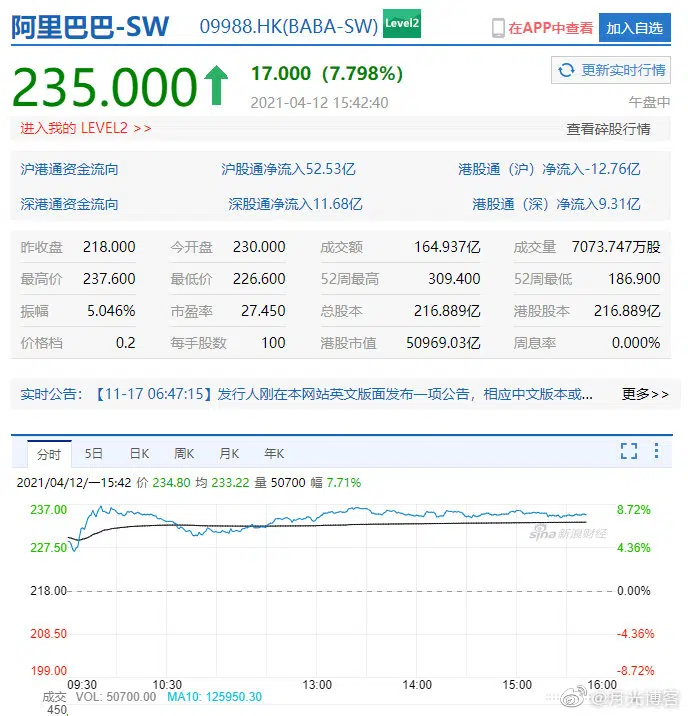 阿里巴巴-SW 09988.HK(BABA-SW) Level2 在APP中查看 加入自选
235.000 17.000（7.798%） 更新实时行情
2021-04-12 15:42:40 午盘中
进入我的 LEVEL2 >> 查看碎股行情
沪港通资金流向 沪股通净流入52.53亿 港股通（沪）净流入-12.76亿
深港通资金流向 深股通净流入11.68亿 港股通（深）净流入9.31亿
昨收盘 218.000 今开盘 230.000 成交额 164.937亿 成交量 7073.747万股
最高价 237.600 最低价 226.600 52周最高 309.400 52周最低 186.900
振幅 5.046% 市盈率 27.450 总股本 216.889亿 港股股本 216.889亿
价格档 0.2 每手股数 100 港股市值 50969.03亿 周息率 0.000%
实时公告：【11-17 06:47:15】发行人刚在本网站英文版面发布一项公告，相应中文版本或... 更多>>
分时 5日 日K 周K 月K 年K
2021/04/12/一15:42 价 234.80 均 233.22 量 50700 幅 7.71%
237.00 8.72%
sina新浪财经
227.50 4.36%
218.00 0.00%
208.50 -4.36%
199.00 -8.72%
09:30 10:30 13:00 14:00 15:00 16:00
成交 VOL: 50700.00 MA10: 125950.30
450
@月光博客